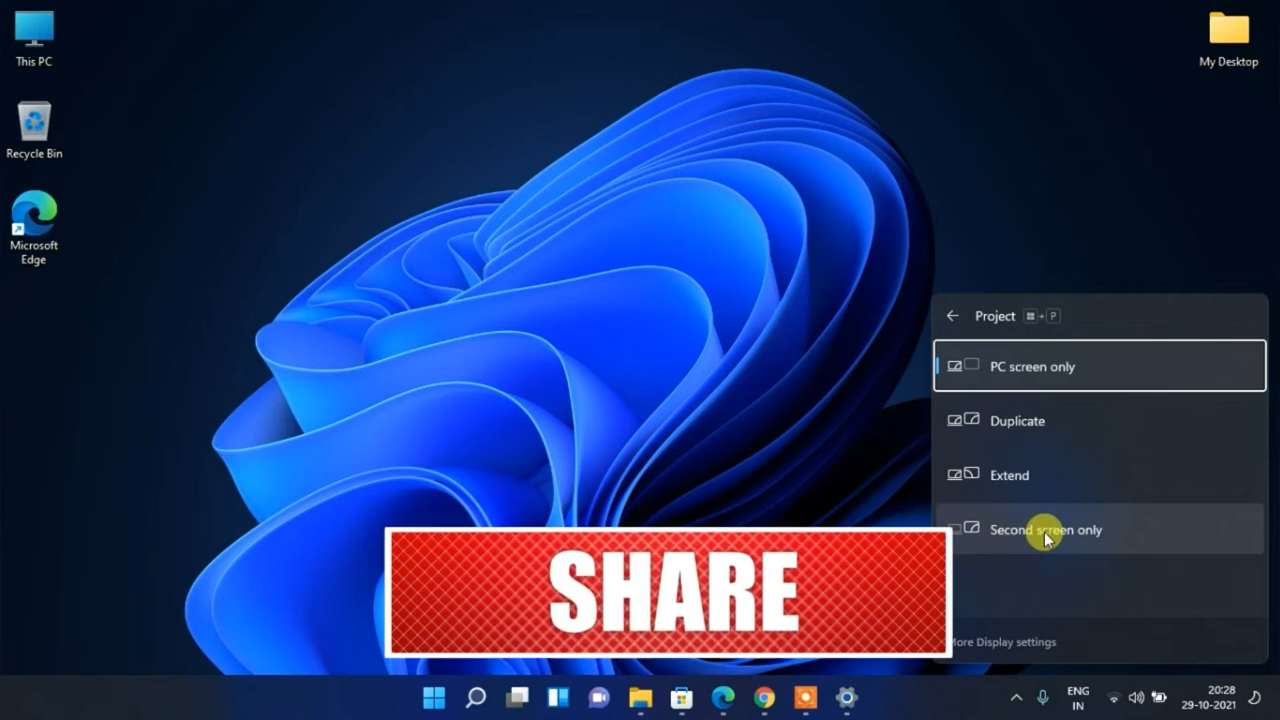 This PC
My Desktop
Recycle Bin
Microsoft
Edge
Project + P
PC screen only
Duplicate
Extend
Second screen only
SHARE
More Display settings
ENG
IN
20:28
29-10-2021